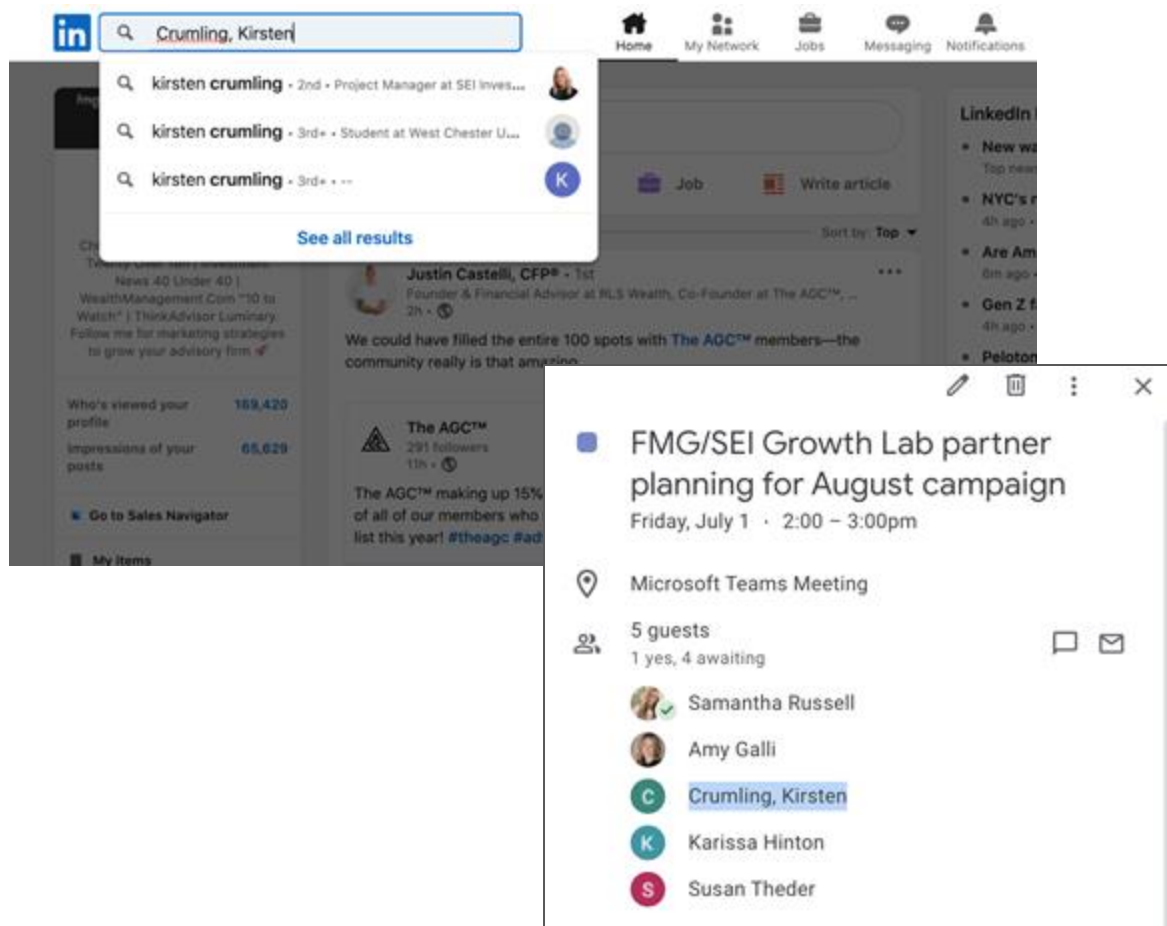 in
Crumling, Kirsten
Home
My Network
Jobs
Messaging
Notifications
kirsten crumling • 2nd • Project Manager at SEI Inves...
kirsten crumling • 3rd+ • Student at West Chester U...
kirsten crumling • 3rd+ • --
K
See all results
Job
Write article
Sort by: Top
LinkedIn
New wa
Top news
NYC's r
4h ago •
Are Am
6m ago •
Gen Z f
4h ago •
Peloton
Twenty Over Ten | Investment
News 40 Under 40 |
WealthManagement.Com "10 to
Watch" | ThinkAdvisor Luminary.
Follow me for marketing strategies
to grow your advisory firm
Who's viewed your
profile
169,420
Impressions of your
posts
65,629
Go to Sales Navigator
My items
Justin Castelli, CFP® • 1st
Founder & Financial Advisor at RLS Wealth, Co-Founder at The AGC™, ...
2h •
We could have filled the entire 100 spots with The AGC™ members—the
community really is that amazing
The AGC™
291 followers
11h •
The AGC™ making up 15%
of all of our members who
list this year! #theagc #ad
FMG/SEI Growth Lab partner
planning for August campaign
Friday, July 1 · 2:00 – 3:00pm
Microsoft Teams Meeting
5 guests
1 yes, 4 awaiting
Samantha Russell
Amy Galli
C
Crumling, Kirsten
K
Karissa Hinton
S
Susan Theder